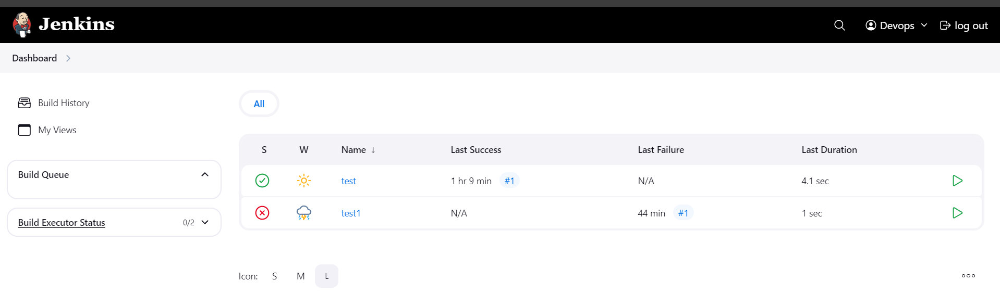 Jenkins
Devops
log out
Dashboard
Build History
My Views
Build Queue
Build Executor Status 0/2
All
S W Name ↓ Last Success Last Failure Last Duration
test 1 hr 9 min #1 N/A 4.1 sec
test1 N/A 44 min #1 1 sec
Icon: S M L